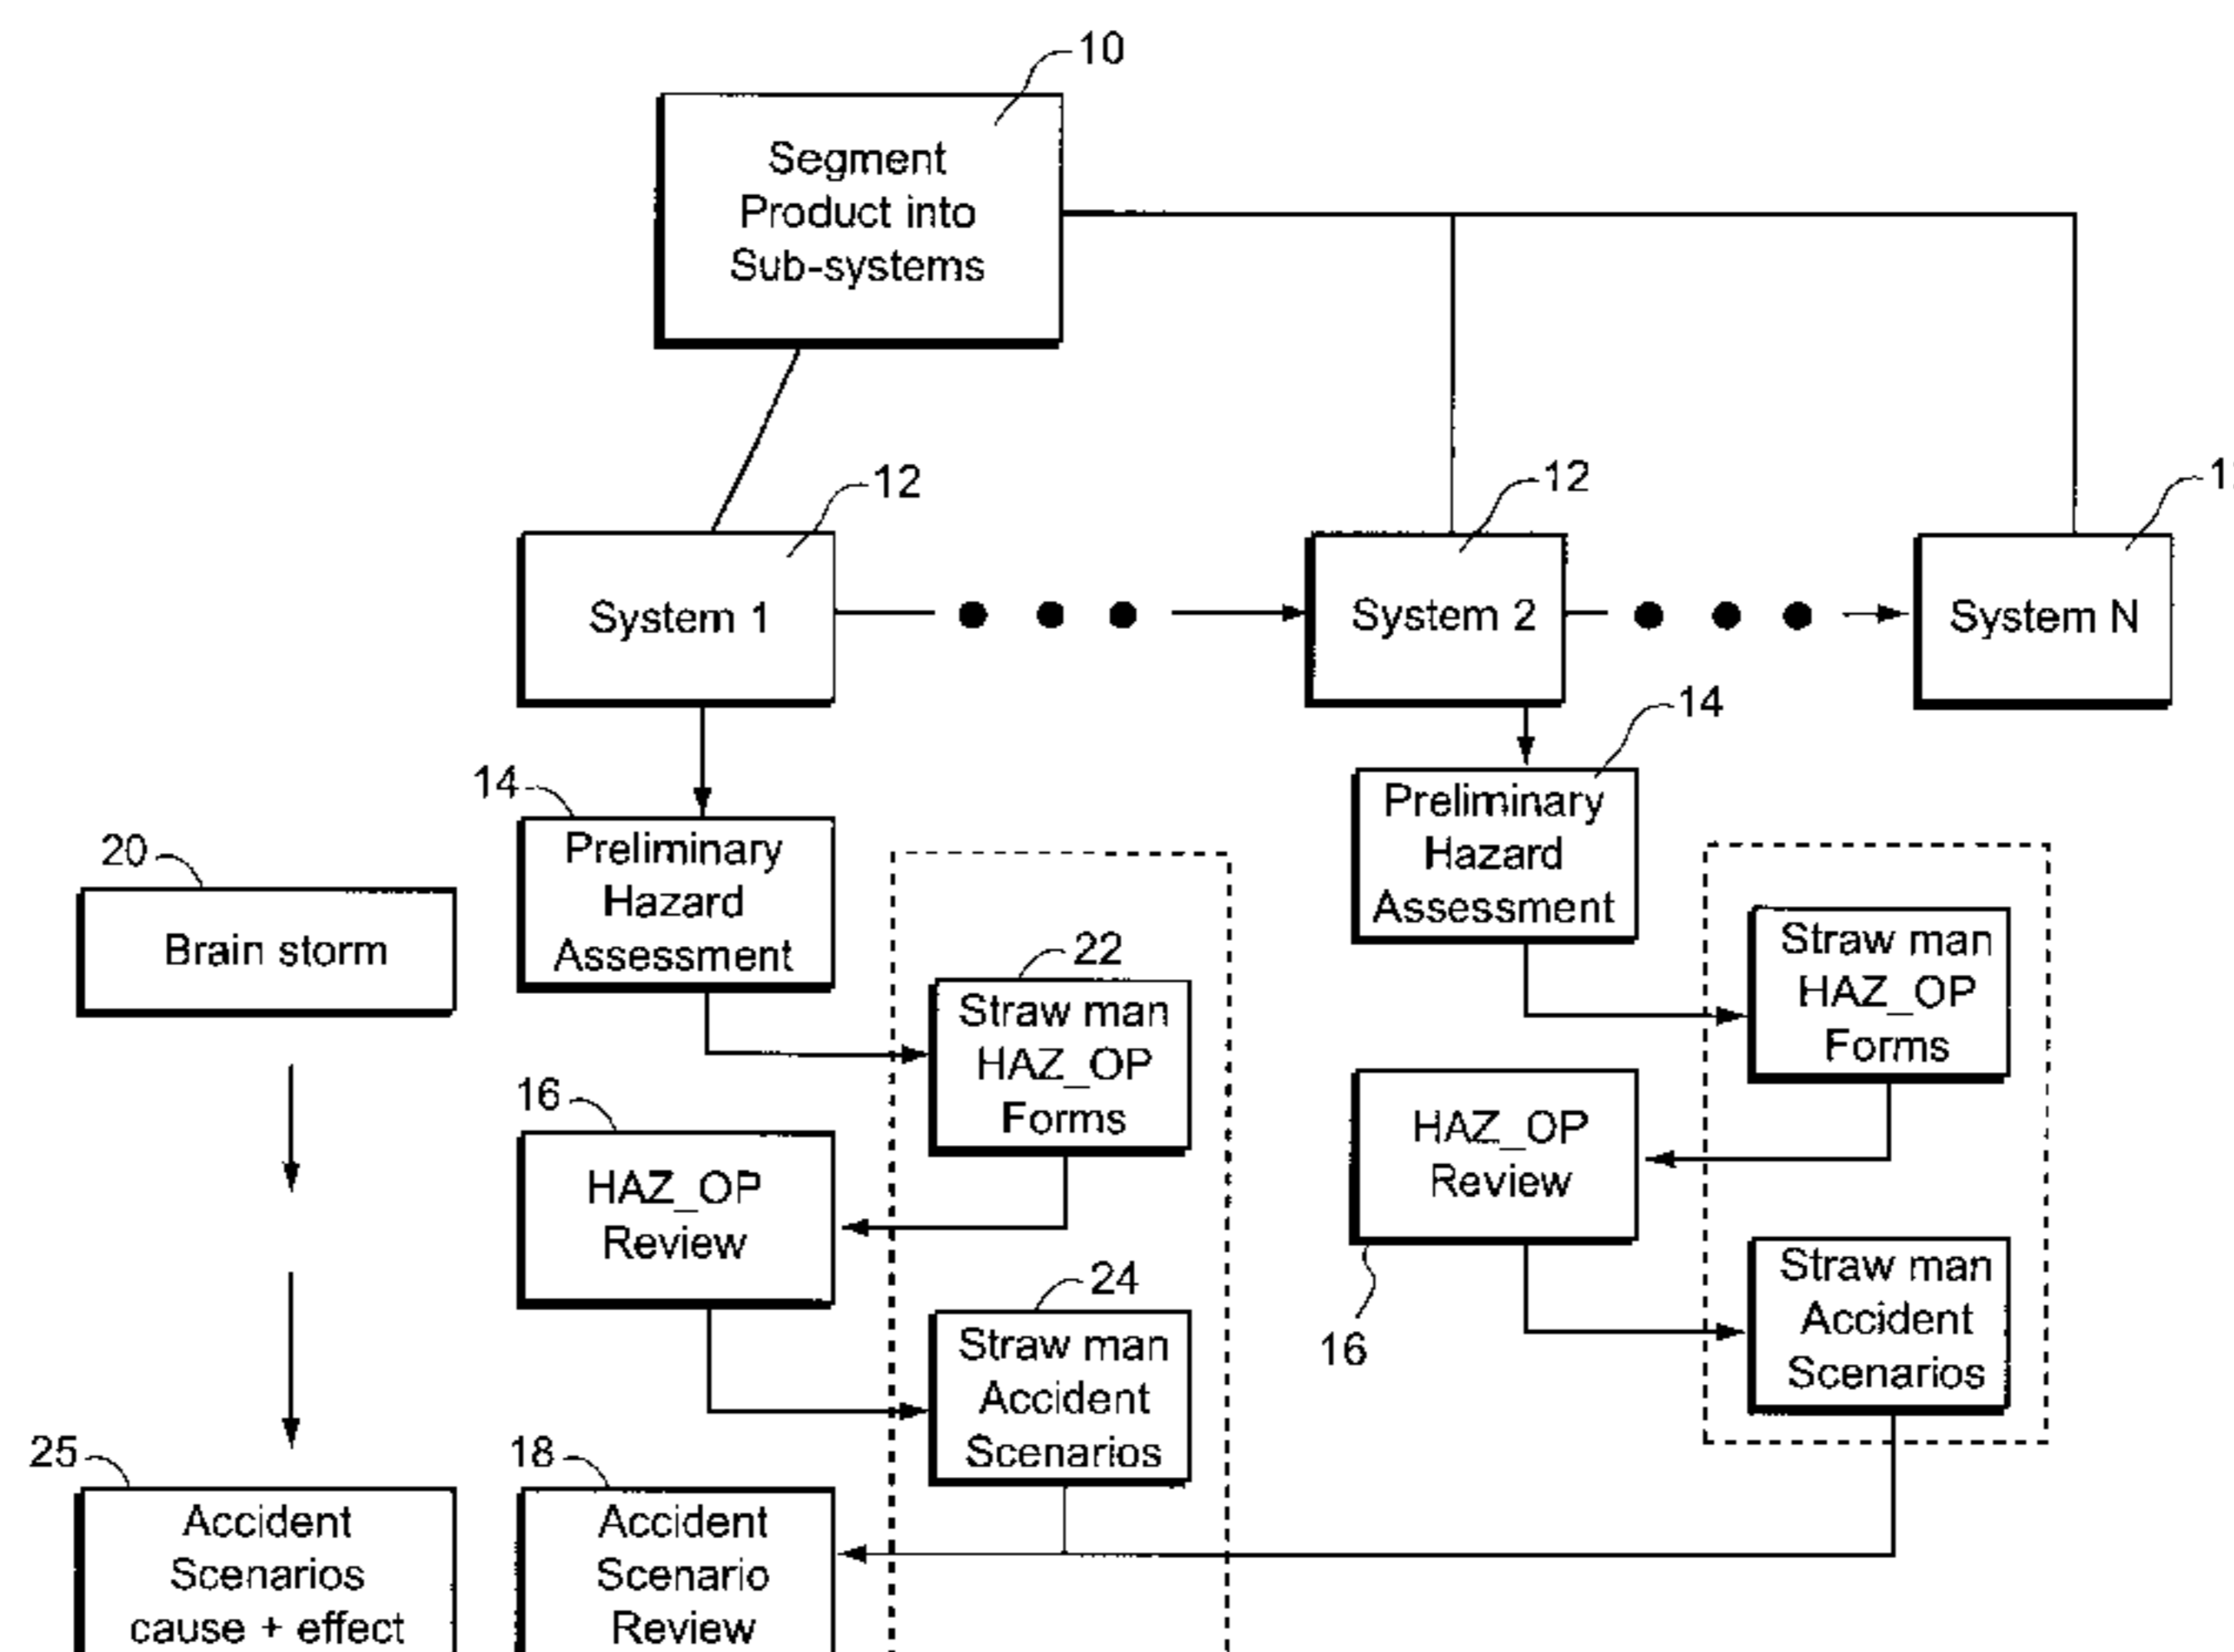 10
Segment
Product into
Sub-systems
12
12
System 1
System 2
System N
14
Preliminary
Hazard
Assessment
14
Preliminary
Hazard
Assessment
20
Brain storm
22
Straw man
HAZ_OP
Forms
Straw man
HAZ_OP
Forms
16
HAZ_OP
Review
HAZ_OP
Review
16
24
Straw man
Accident
Scenarios
Straw man
Accident
Scenarios
25
Accident
Scenarios
cause + effect
18
Accident
Scenario
Review